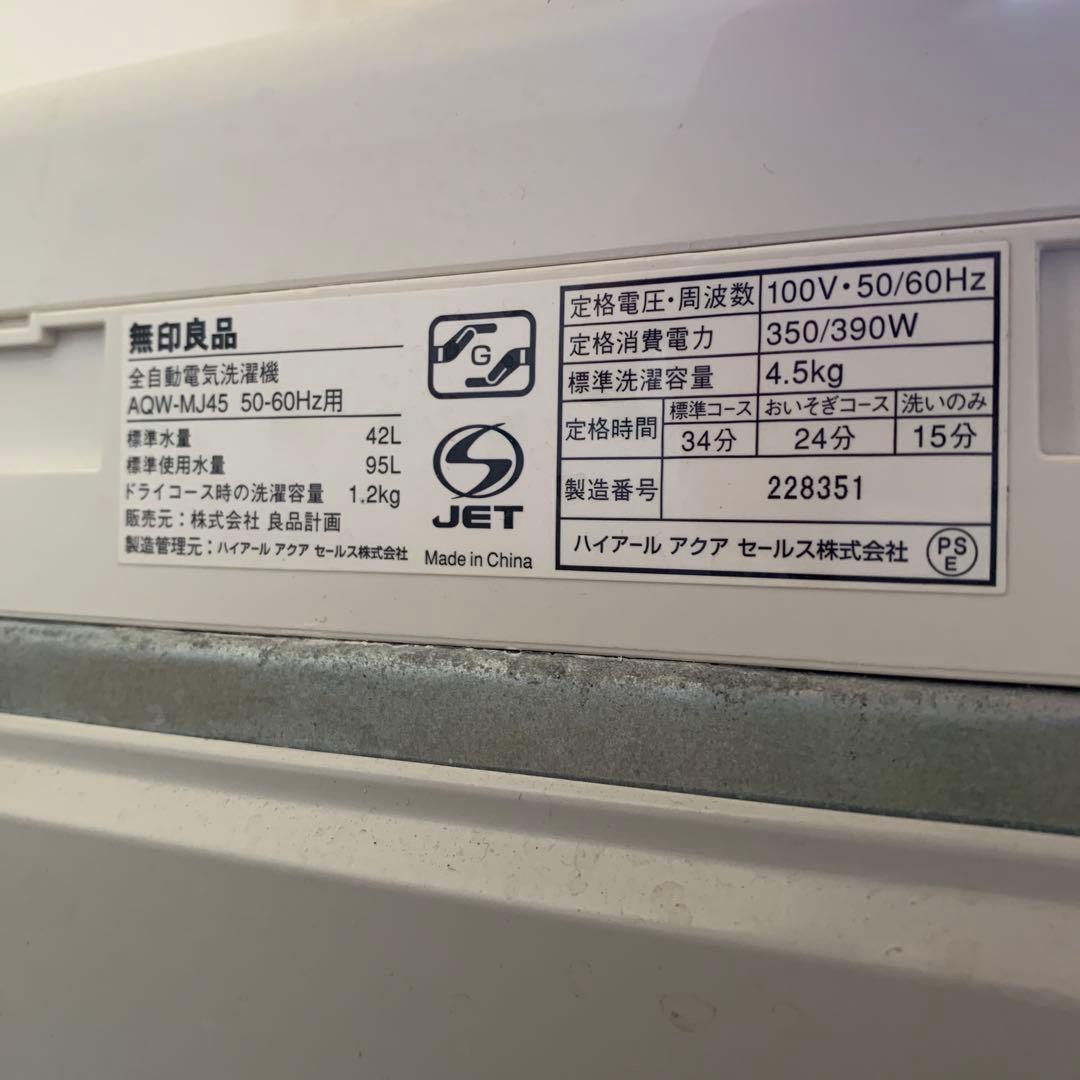 無印良品
全自動電気洗濯機
AQW-MJ45 50-60Hz用
標準水量 42L
標準使用水量 95L
ドライコース時の洗濯容量 1.2kg
販売元：株式会社 良品計画
製造管理元：ハイアール アクア セールス株式会社
G
JET
Made in China
定格電圧・周波数 100V・50/60Hz
定格消費電力 350/390W
標準洗濯容量 4.5kg
定格時間 標準コース おいそぎコース 洗いのみ
34分 24分 15分
製造番号 228351
ハイアール アクア セールス株式会社 PS
E